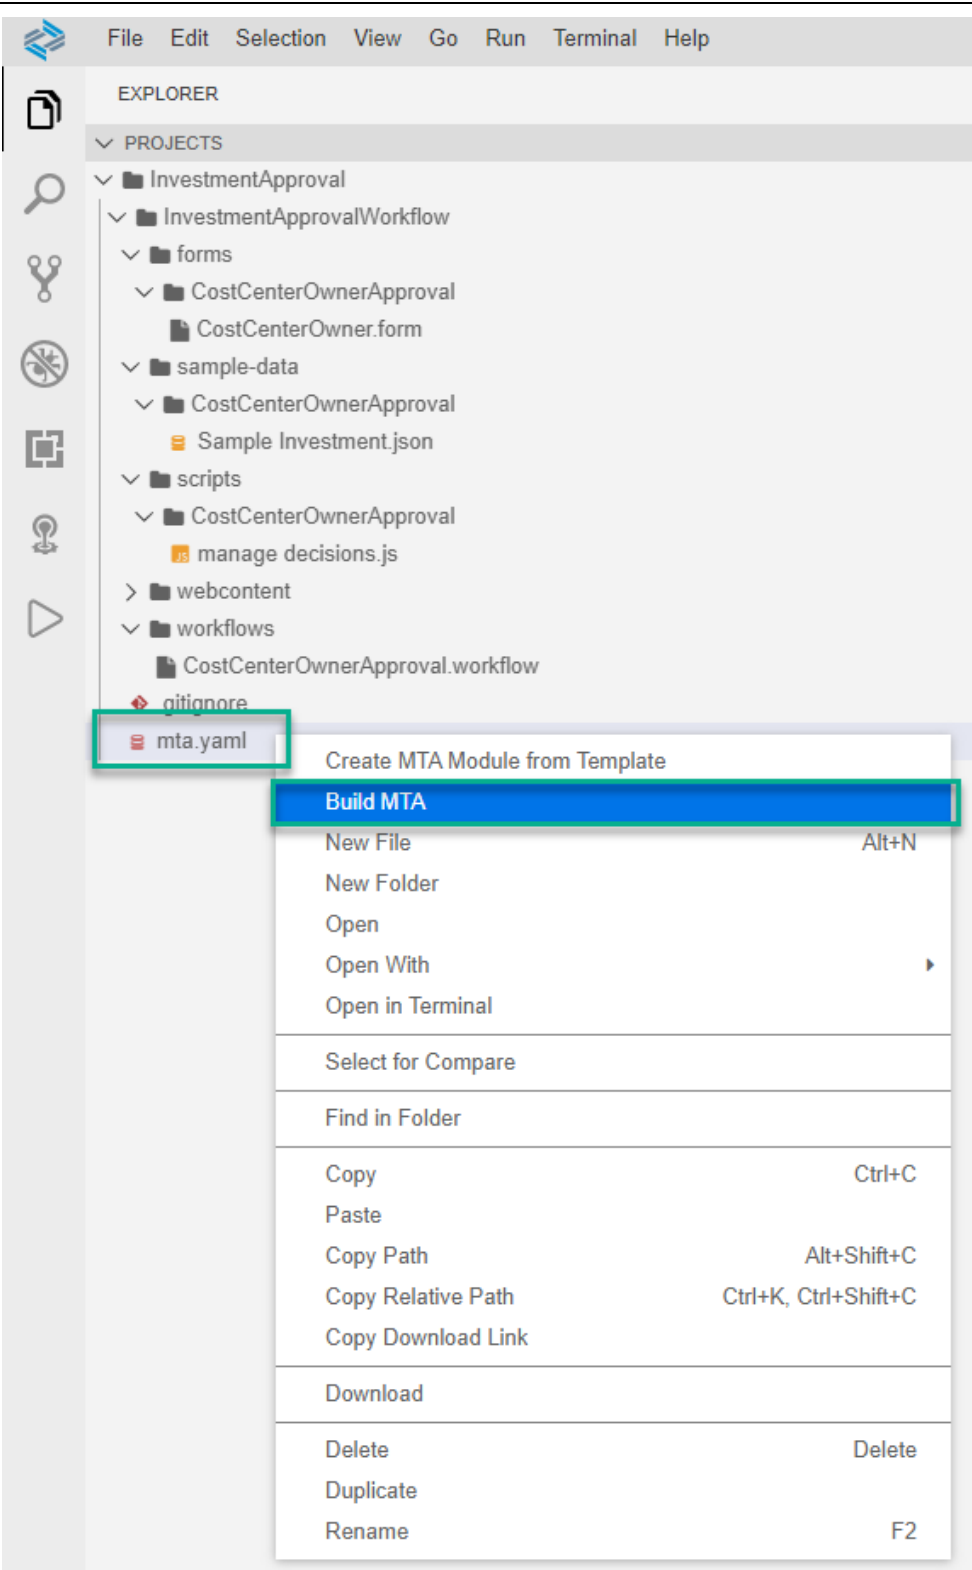 File Edit Selection View Go Run Terminal Help
EXPLORER
PROJECTS
InvestmentApproval
InvestmentApprovalWorkflow
forms
CostCenterOwnerApproval
CostCenterOwner.form
sample-data
CostCenterOwnerApproval
Sample Investment.json
scripts
CostCenterOwnerApproval
JS manage decisions.js
webcontent
workflows
CostCenterOwnerApproval.workflow
.gitignore
mta.yaml
Create MTA Module from Template
Build MTA
New File Alt+N
New Folder
Open
Open With
Open in Terminal
Select for Compare
Find in Folder
Copy Ctrl+C
Paste
Copy Path Alt+Shift+C
Copy Relative Path Ctrl+K, Ctrl+Shift+C
Copy Download Link
Download
Delete Delete
Duplicate
Rename F2